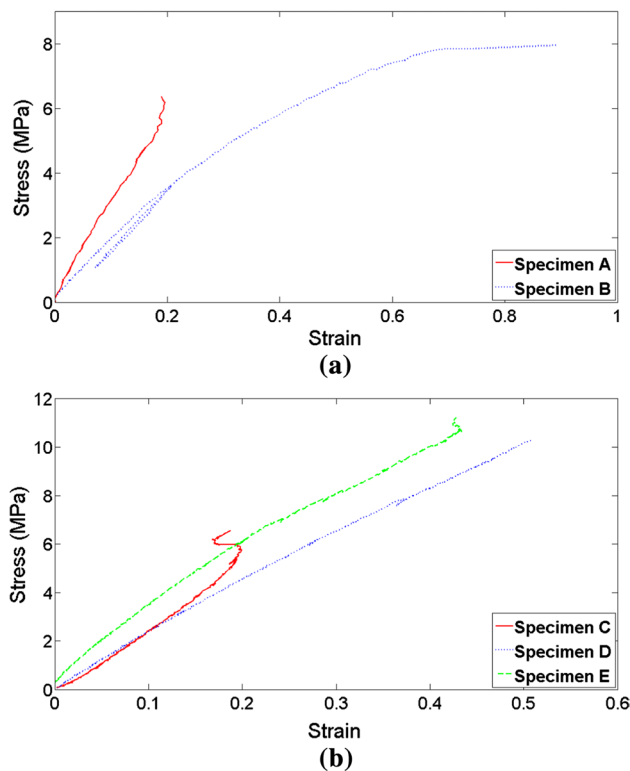 8
6
4
2
0
Stress (MPa)
Specimen A
Specimen B
0 0.2 0.4 0.6 0.8 1
Strain
(a)
12
10
8
6
4
2
0
Stress (MPa)
Specimen C
Specimen D
Specimen E
0 0.1 0.2 0.3 0.4 0.5 0.6
Strain
(b)